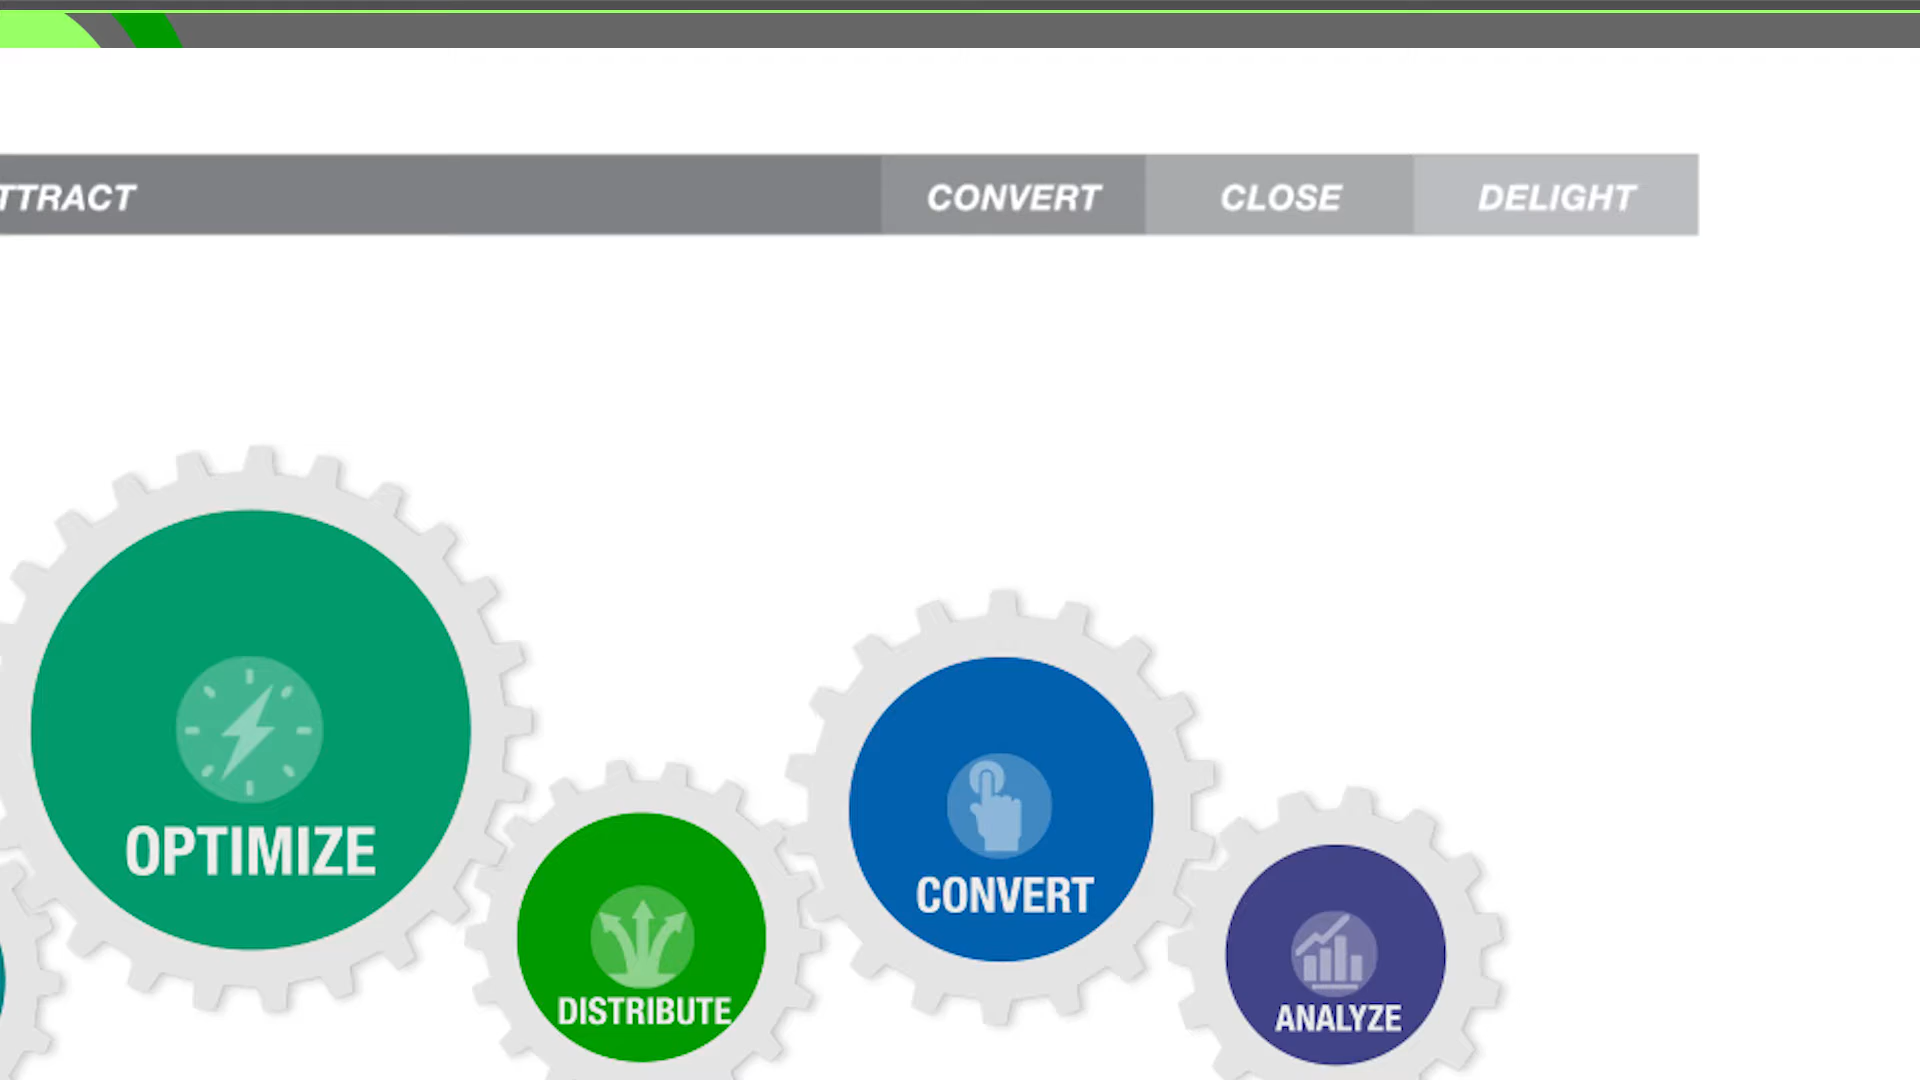 TTRACT CONVERT CLOSE DELIGHT
OPTIMIZE
CONVERT
DISTRIBUTE
ANALYZE